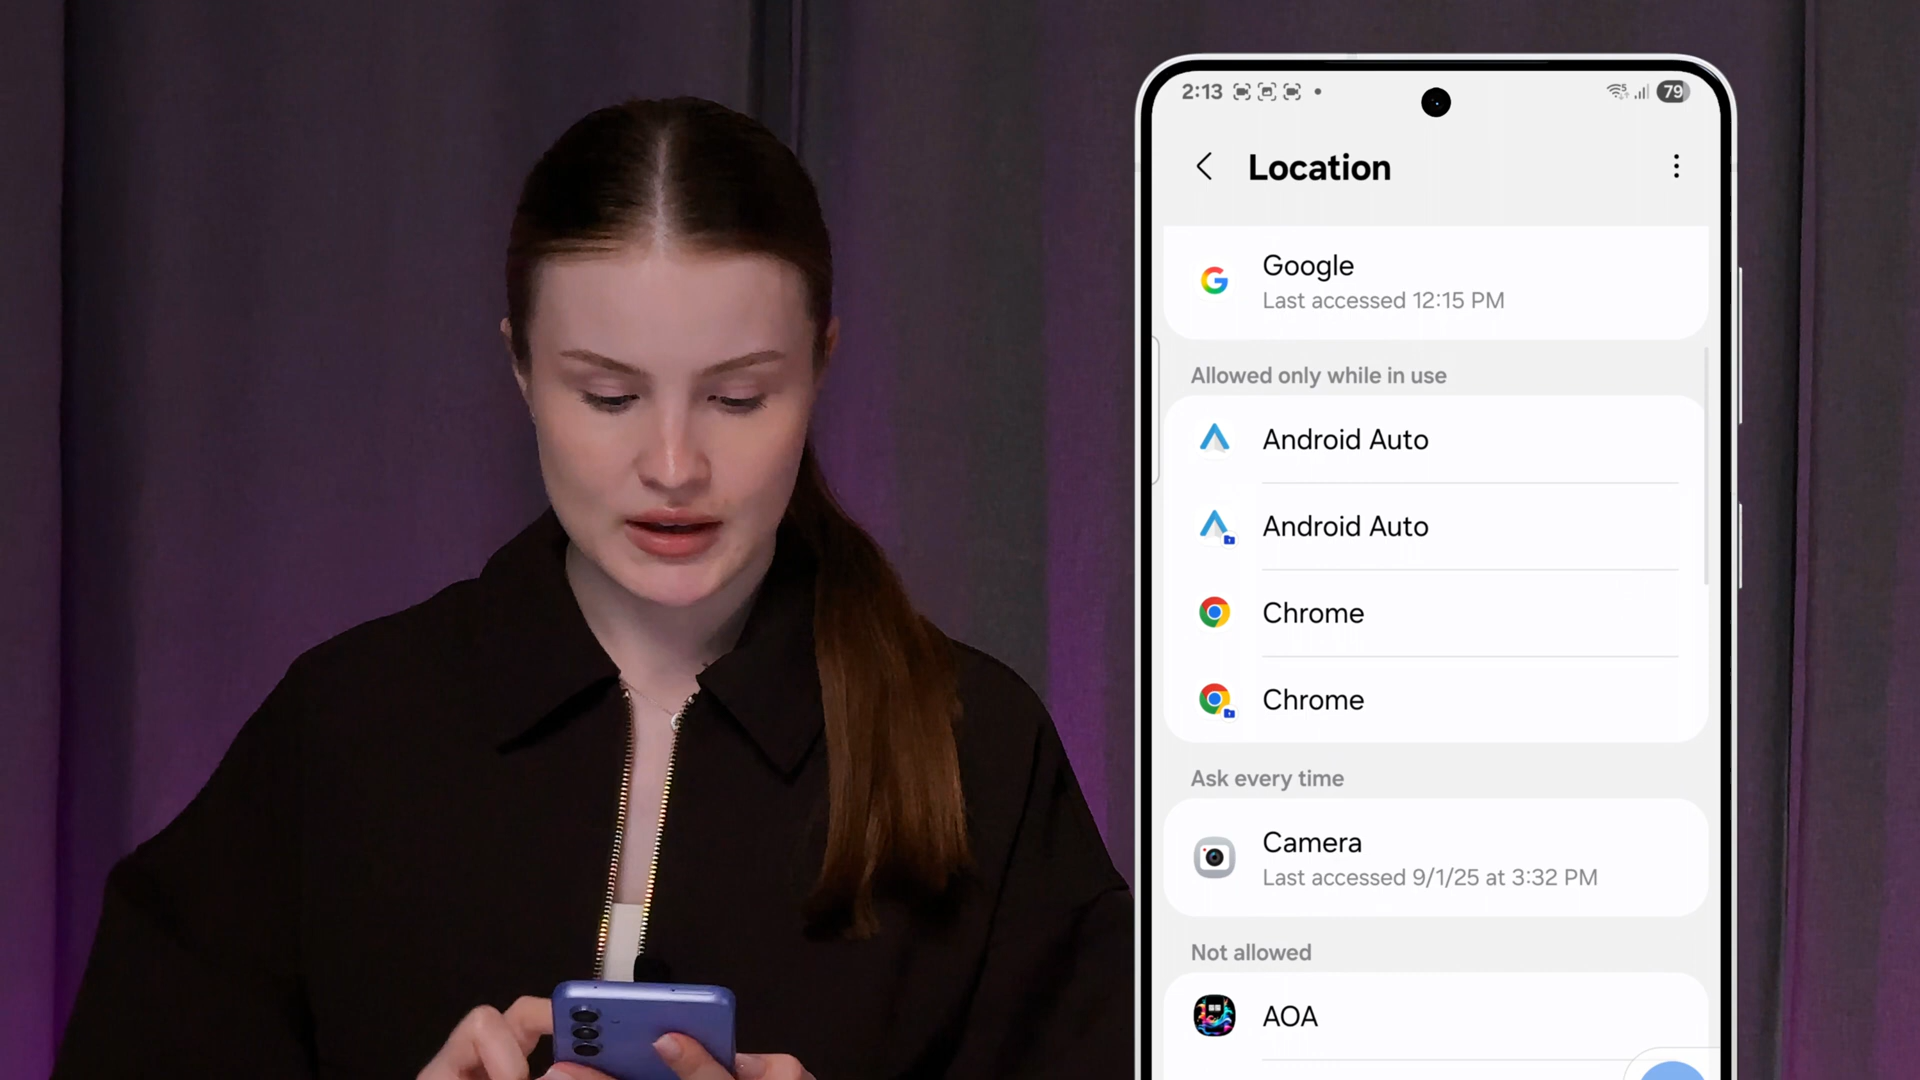 2:13
79
Location
Google
Last accessed 12:15 PM
Allowed only while in use
Android Auto
Android Auto
Chrome
Chrome
Ask every time
Camera
Last accessed 9/1/25 at 3:32 PM
Not allowed
AOA